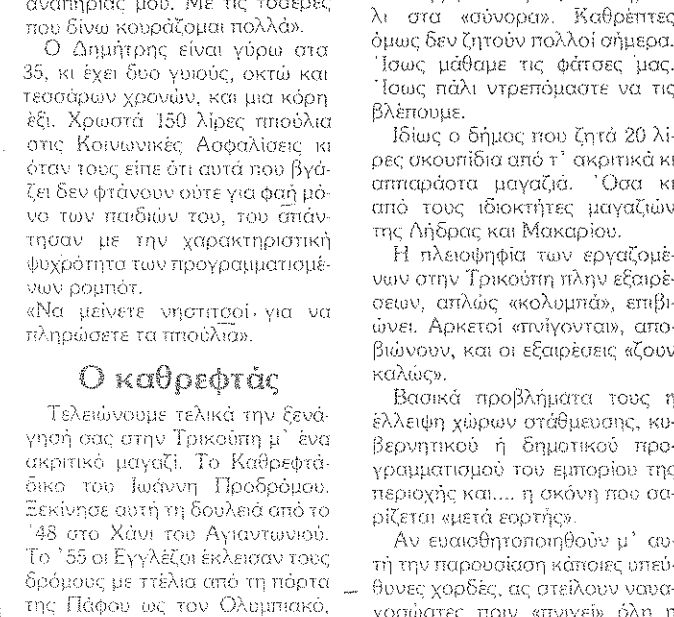 αναπηρίας μου. Με τις τόσερες
που δίνω κουράζομαι πολλά».
Ο Δημήτρης είναι γύρω στα
35, κι έχει δυο γυιούς, οκτώ και
τεσσάρων χρονών, και μια κόρη
έξι. Χρωστά 150 λίρες ππιούλια
στις Κοινωνικές Ασφαλίσεις κι
όταν τους είπε ότι αυτά που βγά-
ζει δεν φτάνουν ούτε για φαή μό-
νο των παιδιών του, του απάν-
τησαν με την χαρακτηριστική
ψυχρότητα των προγραμματισμέ-
νων ρομπότ.
«Να μείνετε νηστιτσοί για να
πληρώσετε τα ππιούλια».
Ο καθρεφτάς
Τελειώνουμε τελικά την ξενά-
γησή σας στην Τρικούπη μ' ένα
ακριτικό μαγαζί. Το Καθρεφτά-
δικο του Ιωάννη Προδρόμου.
Ξεκίνησε αυτή τη δουλειά από το
'48 στο Χάνι του Αγιαντωνιού.
Το '55 οι Εγγλέζοι έκλεισαν τους
δρόμους με ττέλια από τη πόρτα
της Πάφου ως τον Ολυμπιακό,
λι στα «σύνορα». Καθρέπτες
όμως δεν ζητούν πολλοί σήμερα.
Ίσως μάθαμε τις φάτσες μας.
Ίσως πάλι ντρεπόμαστε να τις
βλέπουμε.
Ιδίως ο δήμος που ζητά 20 λί-
ρες σκουπίδια από τ' ακριτικά κι
αππαράστα μαγαζιά. Όσα κι
από τους ιδιοκτήτες μαγαζιών
της Λήδρας και Μακαρίου.
Η πλειοψηφία των εργαζομέ-
νων στην Τρικούπη πλην εξαιρέ-
σεων, απλώς «κολυμπά», επιβι-
ώνει. Αρκετοί «πνίγονται», απο-
βιώνουν, και οι εξαιρέσεις «ζουν
καλώς».
Βασικά προβλήματα τους η
έλλειψη χώρων στάθμευσης, κυ-
βερνητικού ή δημοτικού προ-
γραμματισμού του εμπορίου της
περιοχής και.... η σκόνη που σα-
ρίζεται «μετά εορτής».
Αν ευαισθητοποιηθούν μ' αυ-
τή την παρουσίαση κάποιες υπεύ-
θυνες χορδές, ας στείλουν ναυα-
γοσώστες πριν «πνιγεί» όλη η